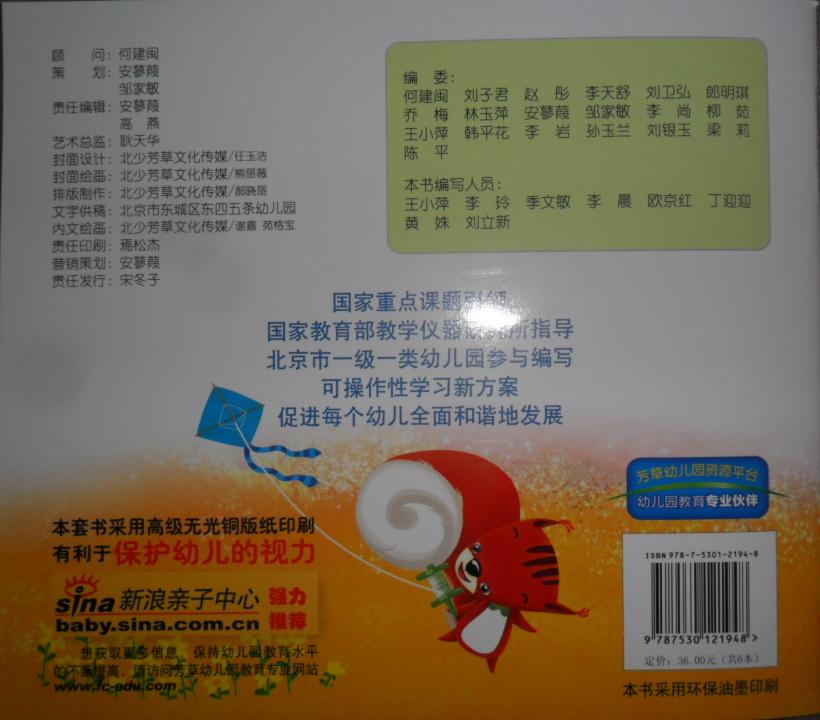 顾 问：何建闽
策 划：安蓼葭
邹家敏
责任编辑：安蓼葭
高 燕
艺术总监：耿天华
封面设计：北少芳草文化传媒/任玉洁
封面绘画：北少芳草文化传媒/熊丽薇
排版制作：北少芳草文化传媒/郝晓丽
文字供稿：北京市东城区东四五条幼儿园
内文绘画：北少芳草文化传媒/谢嘉 苑格宝
责任印刷：焉松杰
营销策划：安蓼葭
责任发行：宋冬子
编 委：
何建闽 刘子君 赵 彤 李天舒 刘卫弘 郎明琪
乔 梅 林玉萍 安蓼葭 邹家敏 李 尚 柳 茹
王小萍 韩平花 李 岩 孙玉兰 刘银玉 梁 莉
陈 平
本书编写人员：
王小萍 李 玲 季文敏 李 晨 欧京红 丁迎迎
黄 姝 刘立新
国家重点课题引领
国家教育部教学仪器研究所指导
北京市一级一类幼儿园参与编写
可操作性学习新方案
促进每个幼儿全面和谐地发展
芳草幼儿园资源平台
幼儿园教育专业伙伴
本套书采用高级无光铜版纸印刷
有利于保护幼儿的视力
sina 新浪亲子中心 强力
baby.sina.com.cn 推荐
想获取更多信息，保持幼儿园教育水平
的不断提高，请访问芳草幼儿园教育专业网站
www.fc-edu.com
ISBN 978-7-5301-2194-8
9 787530 121948 >
定价：36.00元（共6本）
本书采用环保油墨印刷